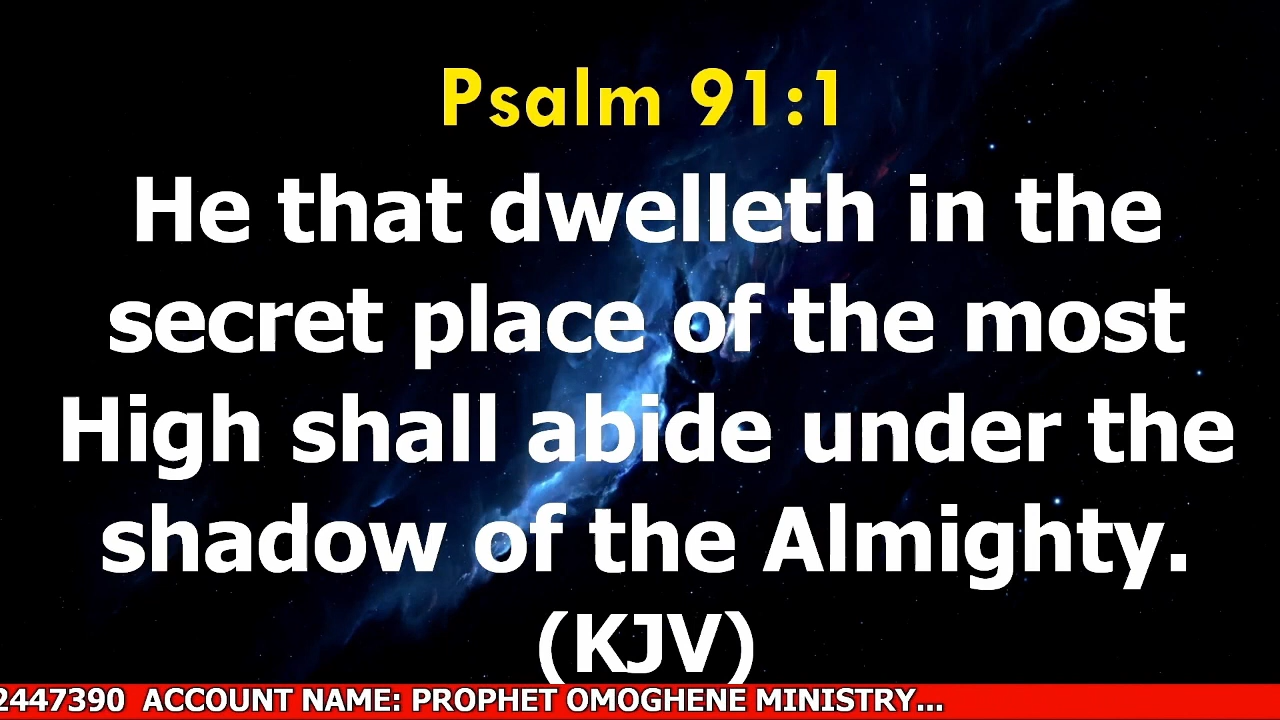 Psalm 91:1
He that dwelleth in the
secret place of the most
High shall abide under the
shadow of the Almighty.
(KJV)
2447390 ACCOUNT NAME: PROPHET OMOGHENE MINISTRY...